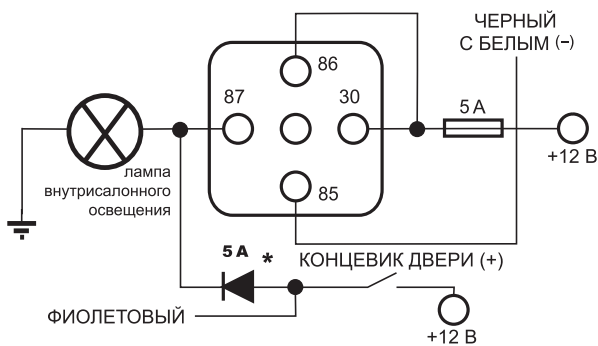 ЧЕРНЫЙ
С БЕЛЫМ (–)
86
87
30
5 А
+12 В
лампа
внутрисалонного
освещения
85
5 А *
КОНЦЕВИК ДВЕРИ (+)
ФИОЛЕТОВЫЙ
+12 В